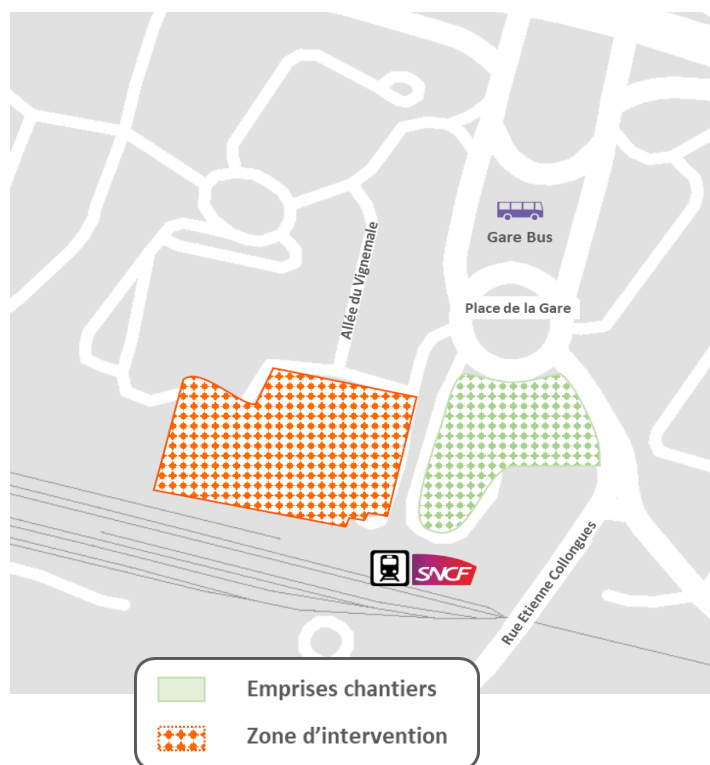 Gare Bus
Allée du Vignemale
Place de la Gare
SNCF
Rue Etienne Collongues
Emprises chantiers
Zone d'intervention